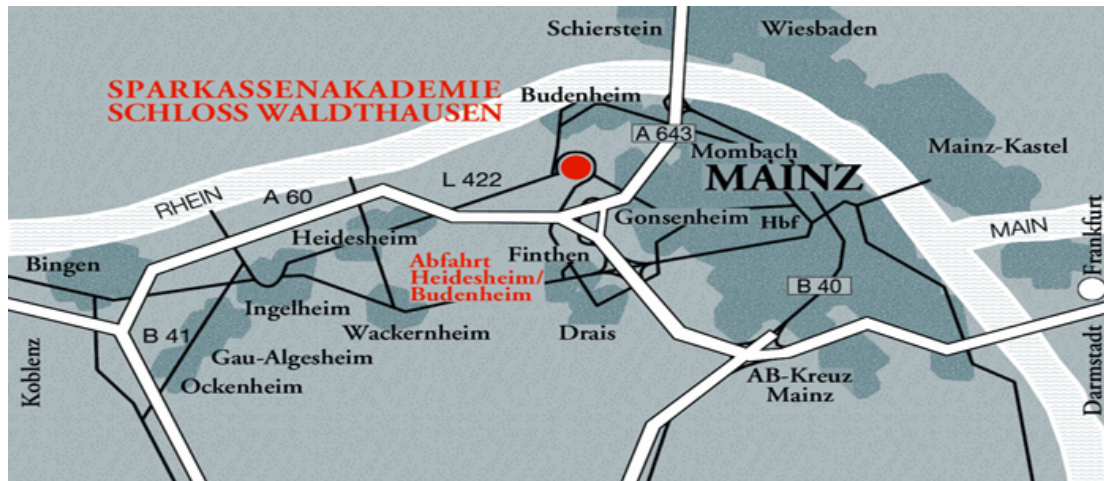 Schierstein
Wiesbaden
SPARKASSENAKADEMIE
SCHLOSS WALDTHAUSEN
Budenheim
A 643
Mombach
Mainz-Kastel
MAINZ
L 422
RHEIN
A 60
Gonsenheim
Hbf
MAIN
Heidesheim
Finthen
Bingen
Abfahrt
Heidesheim/
Budenheim
Frankfurt
B 40
Ingelheim
Wackernheim
Drais
B 41
Gau-Algesheim
Ockenheim
Koblenz
AB-Kreuz
Mainz
Darmstadt